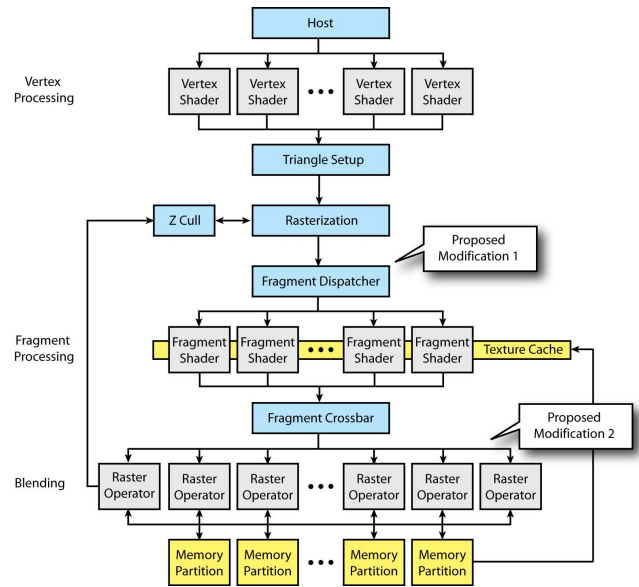 Host
Vertex
Processing
Vertex
Shader
Vertex
Shader
Vertex
Shader
Vertex
Shader
Triangle Setup
Z Cull
Rasterization
Proposed
Modification 1
Fragment Dispatcher
Fragment
Processing
Fragment
Shader
Fragment
Shader
Fragment
Shader
Fragment
Shader
Texture Cache
Fragment Crossbar
Proposed
Modification 2
Blending
Raster
Operator
Raster
Operator
Raster
Operator
Raster
Operator
Raster
Operator
Raster
Operator
Memory
Partition
Memory
Partition
Memory
Partition
Memory
Partition